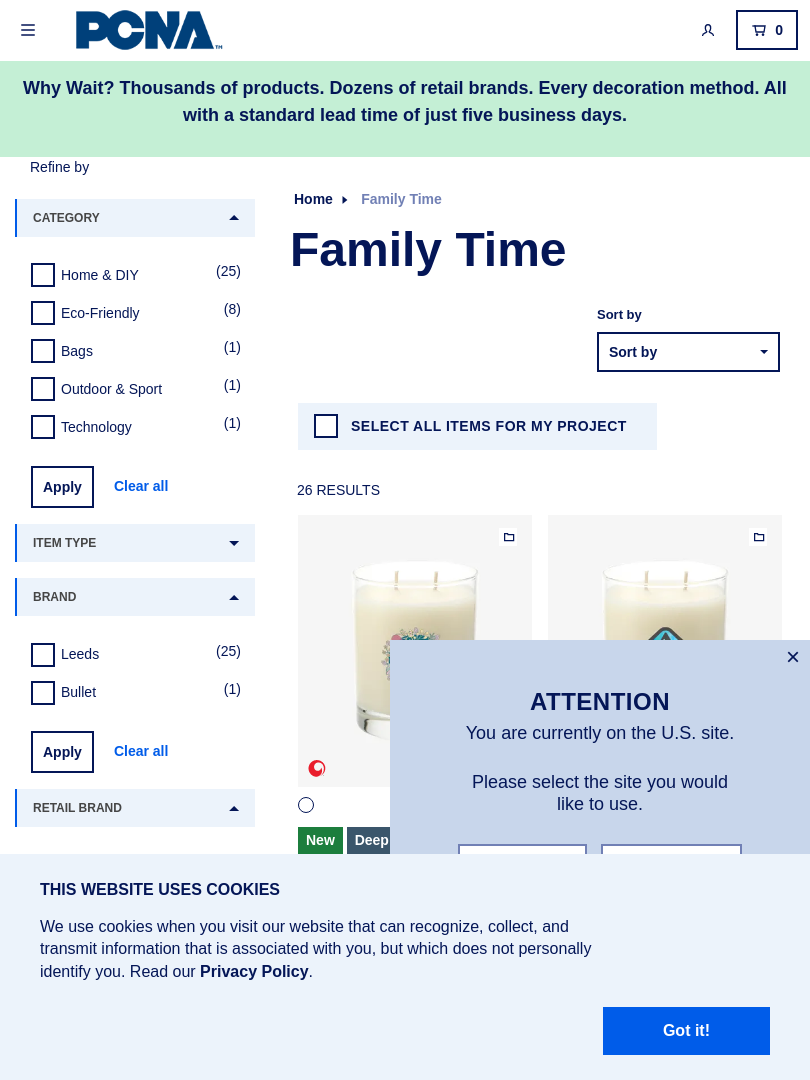 PCNA™
0
Why Wait? Thousands of products. Dozens of retail brands. Every decoration method. All
with a standard lead time of just five business days.
Refine by
CATEGORY
Home & DIY (25)
Eco-Friendly (8)
Bags (1)
Outdoor & Sport (1)
Technology (1)
Apply Clear all
ITEM TYPE
BRAND
Leeds (25)
Bullet (1)
Apply Clear all
RETAIL BRAND
Home Family Time
Family Time
Sort by
Sort by
SELECT ALL ITEMS FOR MY PROJECT
26 RESULTS
New Deep
ATTENTION
You are currently on the U.S. site.
Please select the site you would
like to use.
THIS WEBSITE USES COOKIES
We use cookies when you visit our website that can recognize, collect, and
transmit information that is associated with you, but which does not personally
identify you. Read our Privacy Policy.
Got it!